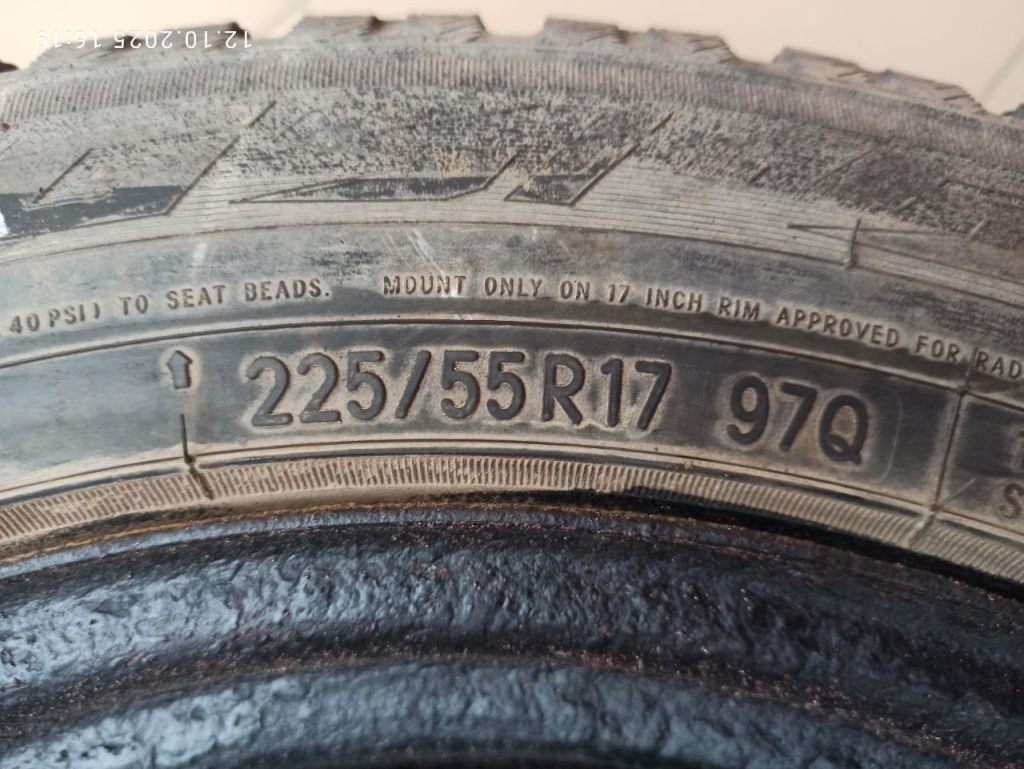 12.10.2025 16:19
40 PSI) TO SEAT BEADS. MOUNT ONLY ON 17 INCH RIM APPROVED FOR RAD
225/55R17 97Q